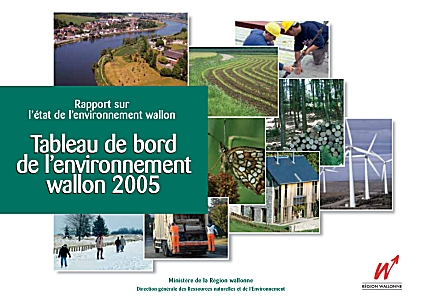 Rapport sur
l'état de l'environnement wallon
Tableau de bord
de l'environnement
wallon 2005
Ministère de la Région wallonne
Direction générale des Ressources naturelles et de l'Environnement
RÉGION WALLONNE